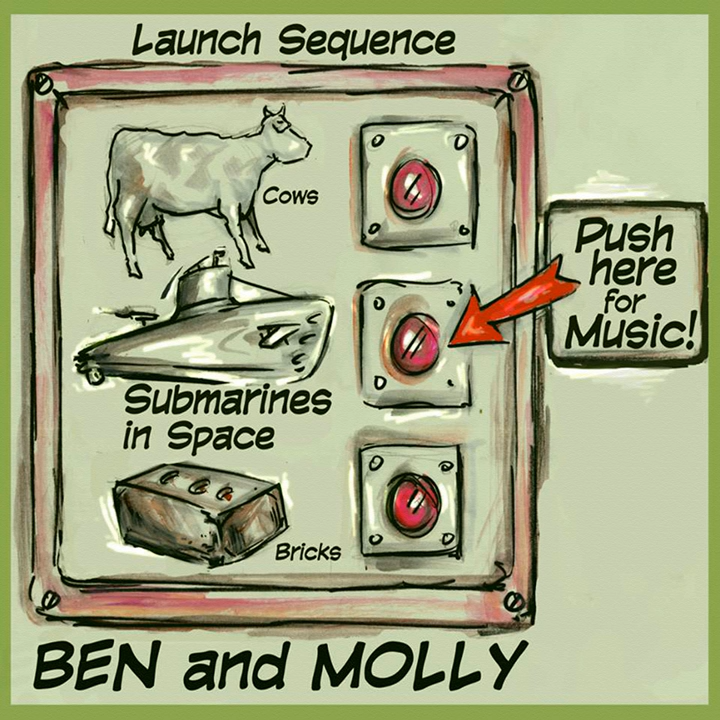 Launch Sequence
Cows
Push
here
for
Music!
Submarines
in Space
Bricks
BEN and MOLLY